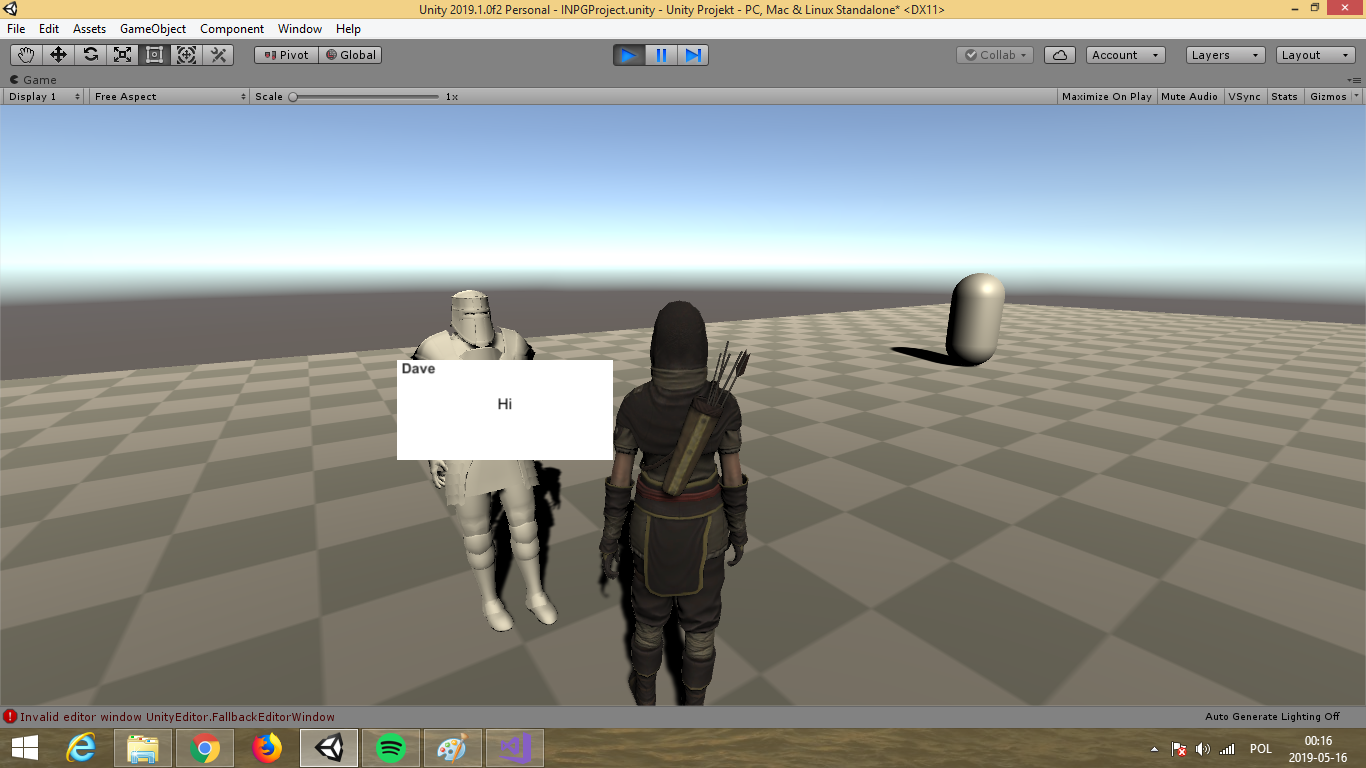 Unity 2019.1.0f2 Personal - INPGProject.unity - Unity Projekt - PC, Mac & Linux Standalone* <DX11>
File Edit Assets GameObject Component Window Help
Pivot Global Collab Account Layers Layout
Game
Display 1 Free Aspect Scale 1x Maximize On Play Mute Audio VSync Stats Gizmos
Dave
Hi
Invalid editor window UnityEditor.FallbackEditorWindow Auto Generate Lighting Off
POL 00:16
2019-05-16